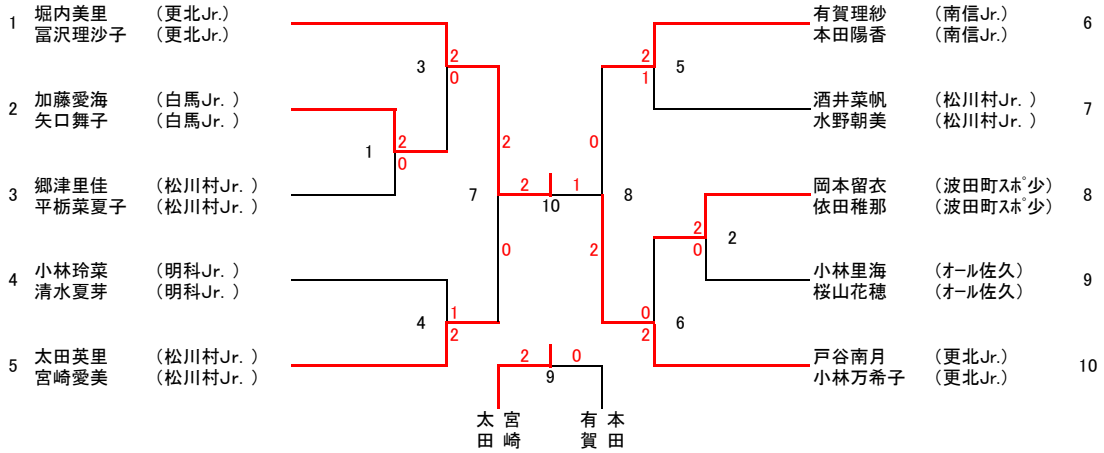 1 堀内美里 (更北Jr.)
冨沢理沙子 (更北Jr.)
2 加藤愛海 (白馬Jr. )
矢口舞子 (白馬Jr. )
3 郷津里佳 (松川村Jr. )
平栃菜夏子 (松川村Jr. )
4 小林玲菜 (明科Jr. )
清水夏芽 (明科Jr. )
5 太田英里 (松川村Jr. )
宮崎愛美 (松川村Jr. )
3
2
0
1
2
0
4
1
2
7
2
0
2 1
10
2 0
9
太田 宮崎
有賀 本田
8
0
2
5
2
1
2
2
0
6
0
2
有賀理紗 (南信Jr.) 6
本田陽香 (南信Jr.)
酒井菜帆 (松川村Jr. ) 7
水野朝美 (松川村Jr. )
岡本留衣 (波田町スポ少) 8
依田稚那 (波田町スポ少)
小林里海 (オール佐久) 9
桜山花穂 (オール佐久)
戸谷南月 (更北Jr.) 10
小林万希子 (更北Jr.)